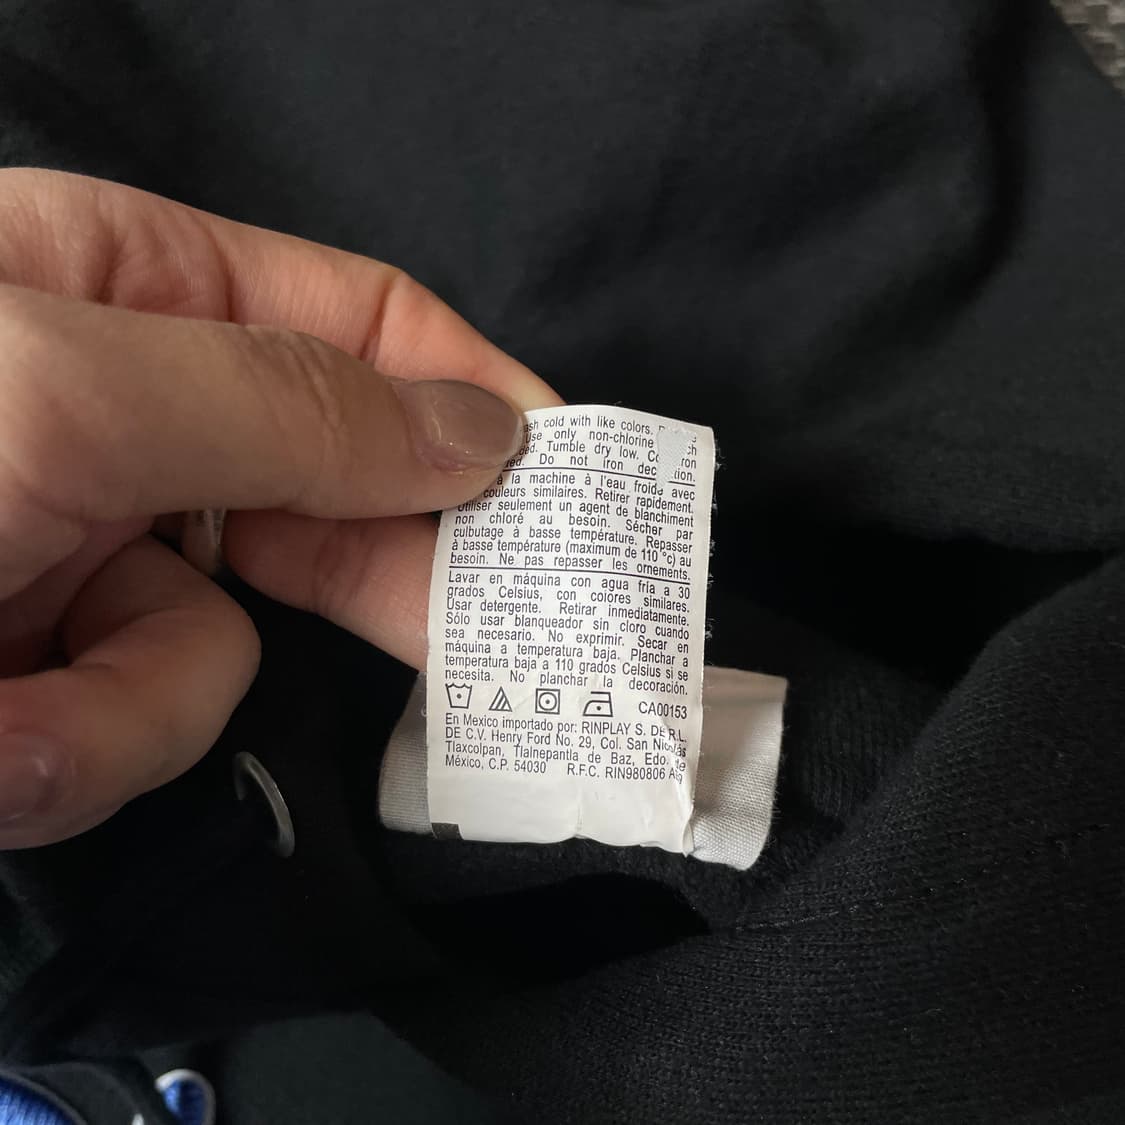 cold with like colors.
Use only non-chlorine
Tumble dry low.
Do not iron
à la machine à l'eau froide avec
couleurs similaires. Retirer rapidement.
Utiliser seulement un agent de blanchiment
non chloré au besoin. Sécher par
culbutage à basse température. Repasser
à basse température (maximum de 110 °c) au
besoin. Ne pas repasser les ornements.
Lavar en máquina con agua fría a 30
grados Celsius, con colores similares.
Usar detergente. Retirar inmediatamente.
Sólo usar blanqueador sin cloro cuando
sea necesario. No exprimir. Secar en
máquina a temperatura baja. Planchar a
temperatura baja a 110 grados Celsius si se
necesita. No planchar la decoración.
CA00153
En Mexico importado por: RINPLAY S. DE R.L.
DE C.V. Henry Ford No. 29, Col. San Nicolás
Tlaxcolpan, Tlalnepantla de Baz, Edo. de
México, C.P. 54030 R.F.C. RIN980806